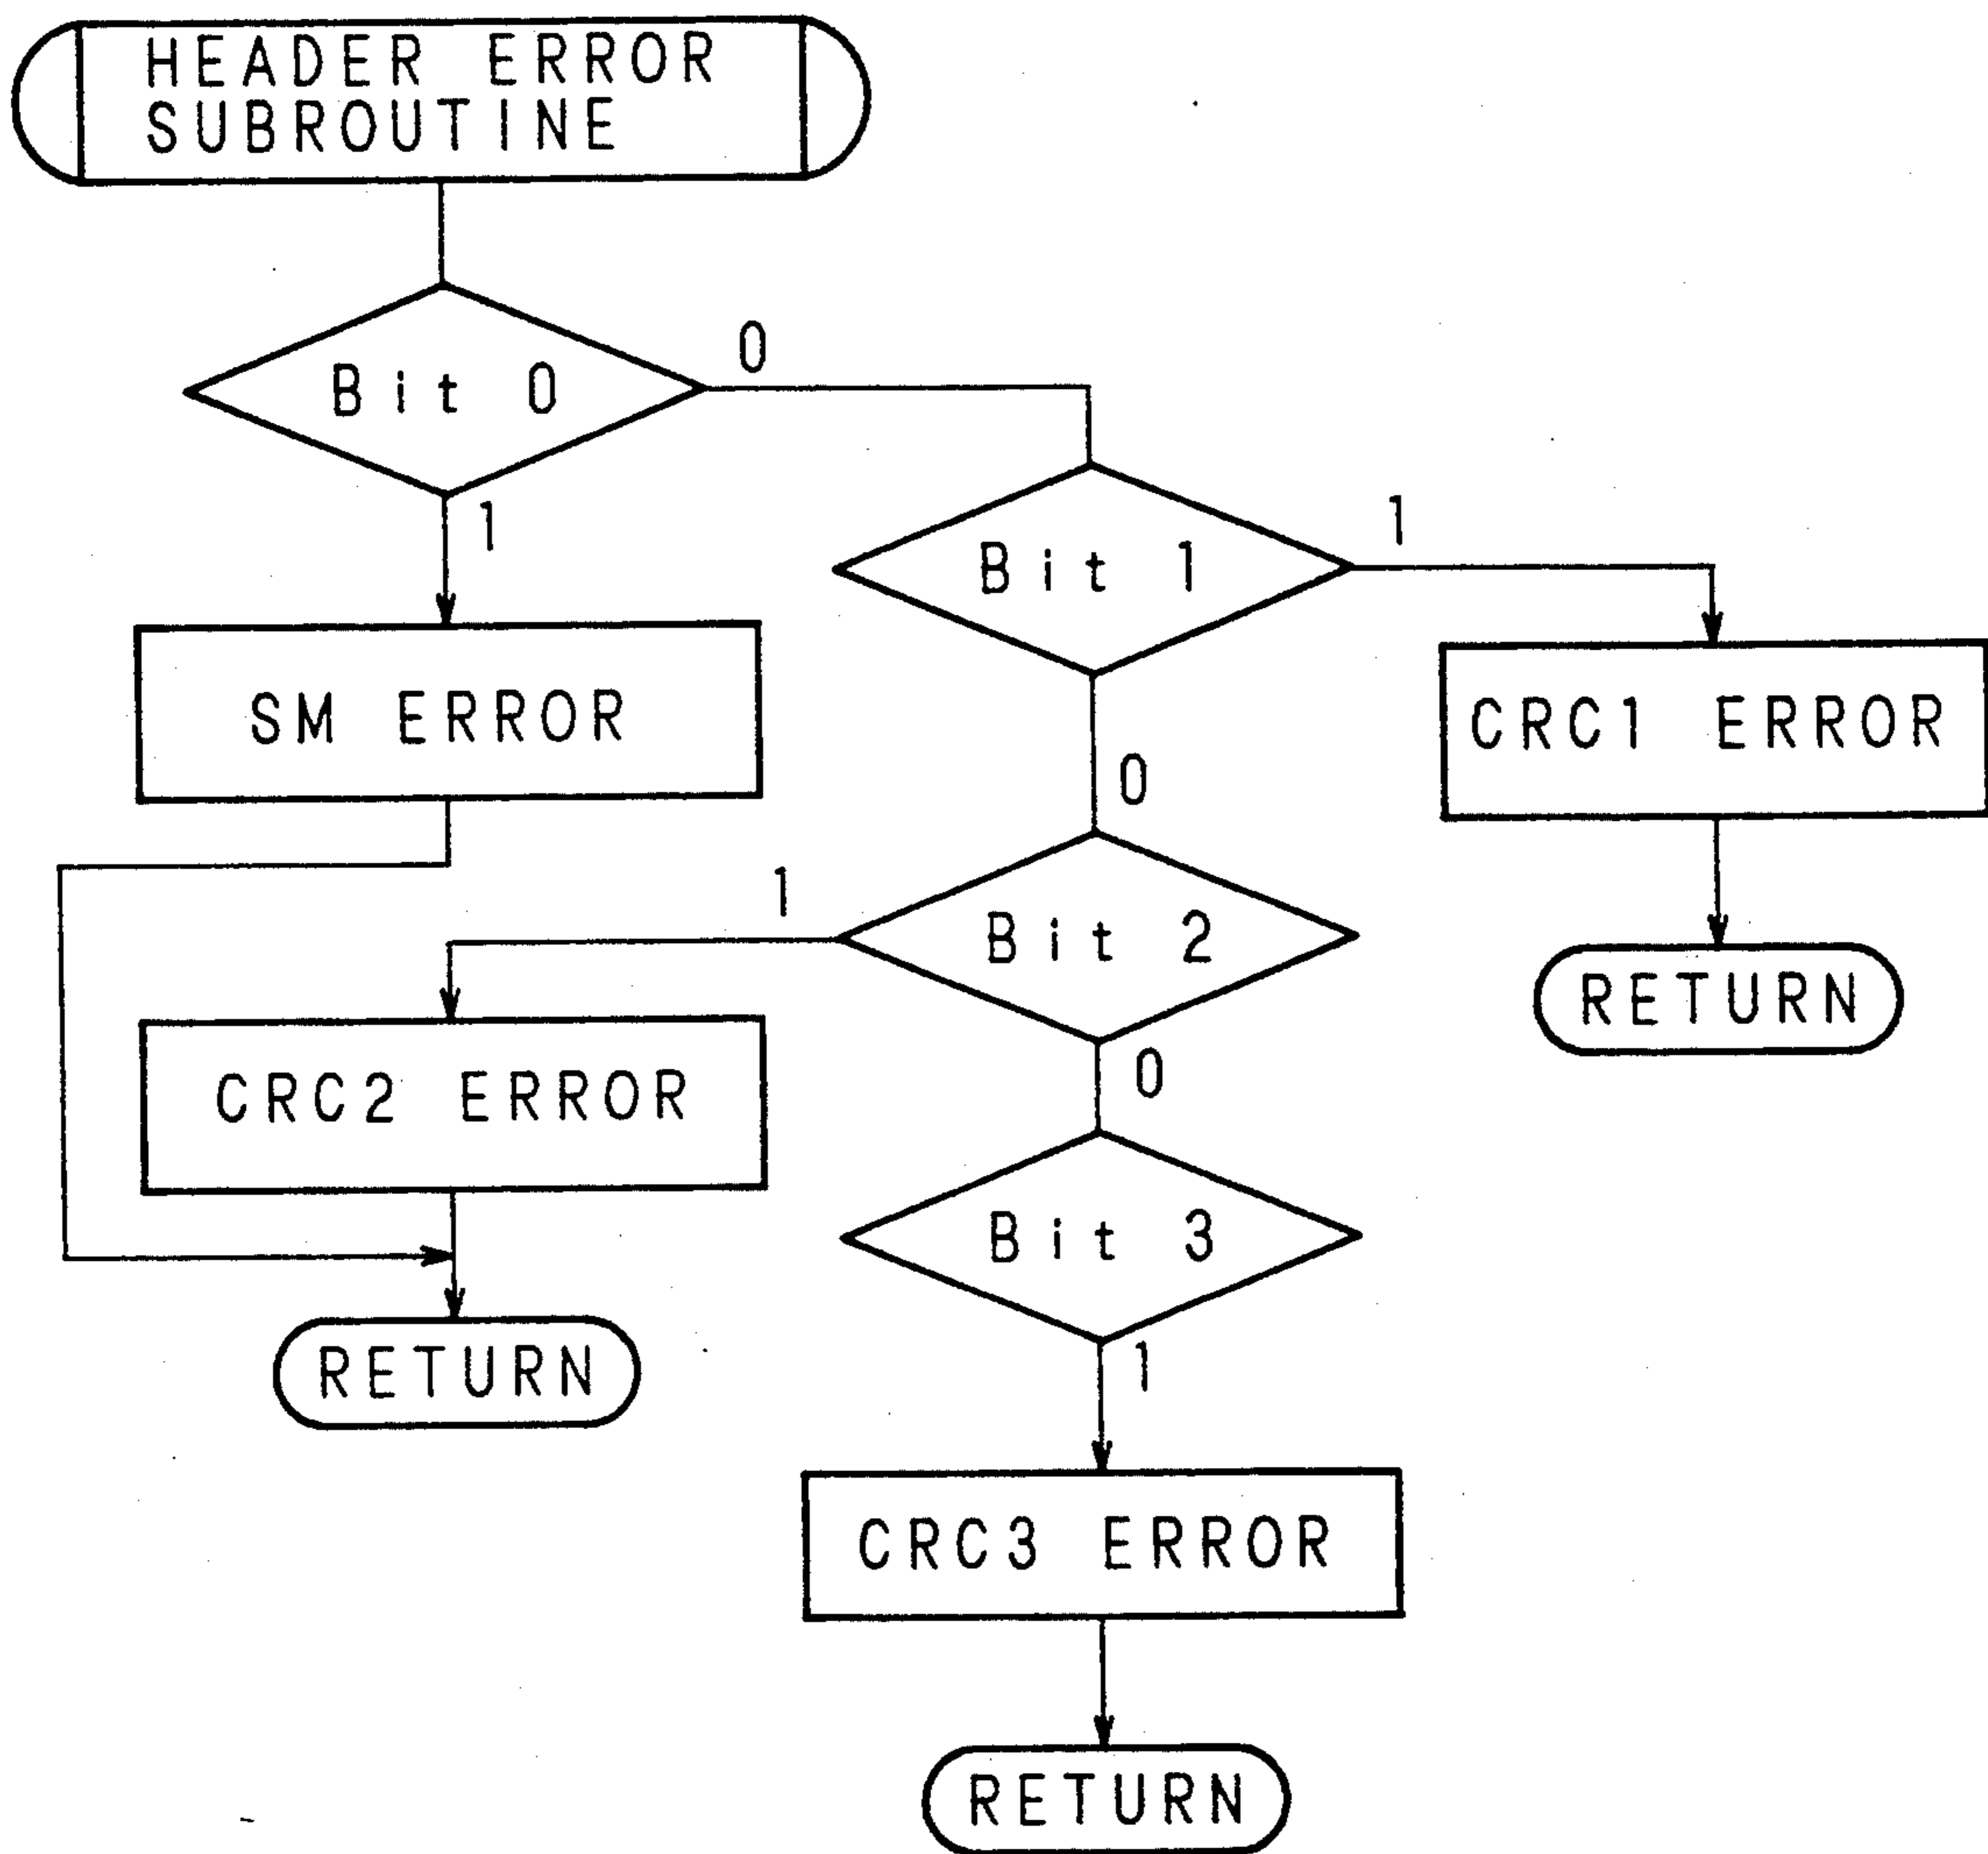 HEADER ERROR
SUBROUTINE
Bit 0
0
1
Bit 1
1
SM ERROR
CRC1 ERROR
0
1
Bit 2
RETURN
0
CRC2 ERROR
Bit 3
RETURN
1
CRC3 ERROR
RETURN